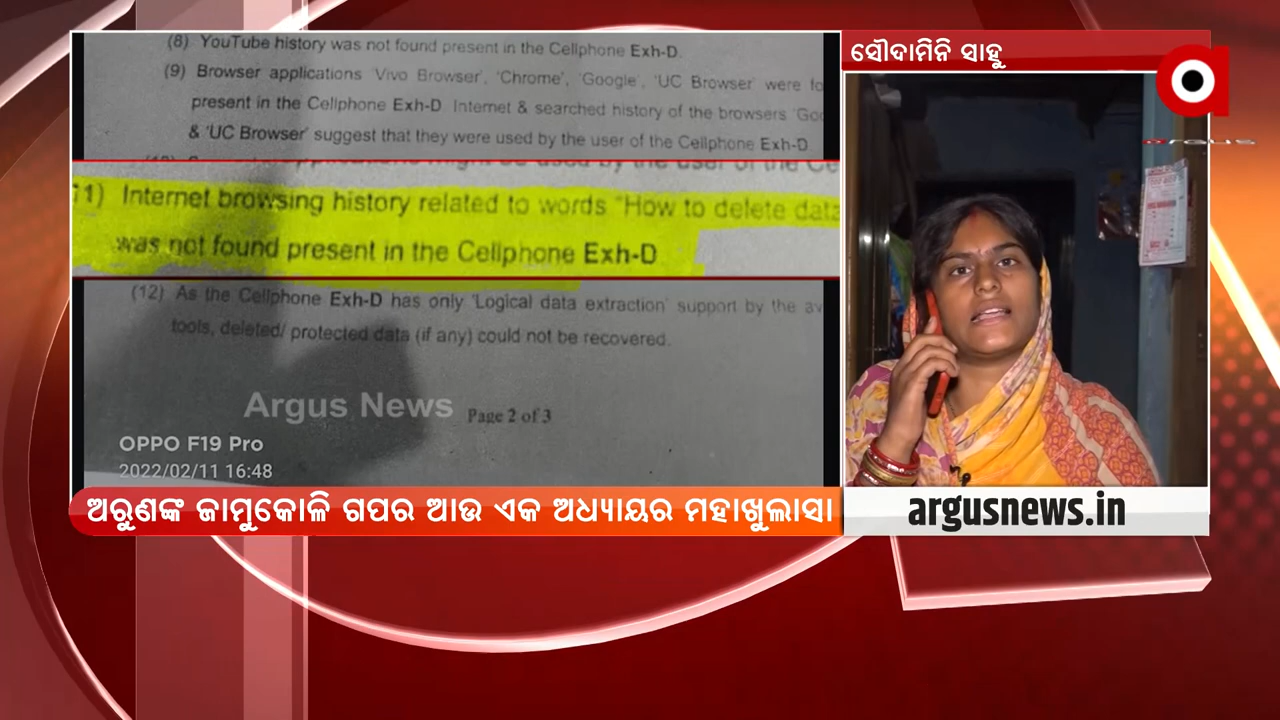 (8) YouTube history was not found present in the Cellphone Exh-D.
(9) Browser applications 'Vivo Browser', 'Chrome', 'Google', 'UC Browser' were
present in the Cellphone Exh-D Internet & searched history of the browsers
& 'UC Browser' suggest that they were used by the user of the Cellphone Exh-D
11) Internet browsing history related to words "How to delete data
was not found present in the Cellphone Exh-D
(12) As the Cellphone Exh-D has only 'Logical data extraction' support by the
tools, deleted/ protected data (if any) could not be recovered.
Argus News
Page 2 of 3
OPPO F19 Pro
2022/02/11 16:48
ଅରୁଣଙ୍କ ଜାମୁକୋଳି ଗପର ଆଉ ଏକ ଅଧ୍ୟାୟର ମହାଖୁଲାସା
ସୌଦାମିନି ସାହୁ
argus
argusnews.in